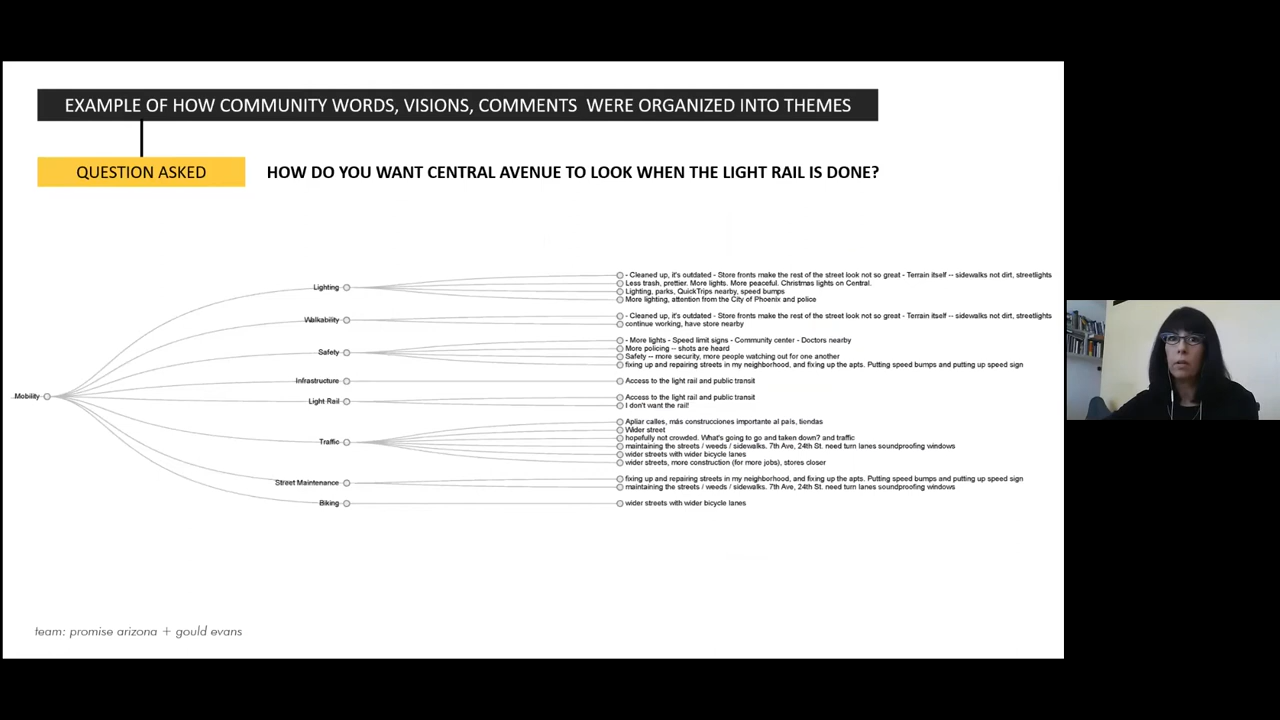 EXAMPLE OF HOW COMMUNITY WORDS, VISIONS, COMMENTS WERE ORGANIZED INTO THEMES
QUESTION ASKED
HOW DO YOU WANT CENTRAL AVENUE TO LOOK WHEN THE LIGHT RAIL IS DONE?
Mobility
Lighting
- Cleaned up, it's outdated - Store fronts make the rest of the street look not so great - Terrain itself -- sidewalks not dirt, streetlights
Less trash, prettier. More lights. More peaceful. Christmas lights on Central.
Lighting, parks, QuickTrips nearby, speed bumps
More lighting, attention from the City of Phoenix and police
Walkability
- Cleaned up, it's outdated - Store fronts make the rest of the street look not so great - Terrain itself -- sidewalks not dirt, streetlights
continue working, have store nearby
Safety
- More lights - Speed limit signs - Community center - Doctors nearby
More policing -- shots are heard
Safety -- more security, more people watching out for one another
fixing up and repairing streets in my neighborhood, and fixing up the apts. Putting speed bumps and putting up speed sign
Infrastructure
Access to the light rail and public transit
Light Rail
Access to the light rail and public transit
I don't want the rail!
Traffic
Apliar calles, más construcciones importante al país, tiendas
Wider street
hopefully not crowded. What's going to go and taken down? and traffic
maintaining the streets / weeds / sidewalks. 7th Ave, 24th St. need turn lanes soundproofing windows
wider streets with wider bicycle lanes
wider streets, more construction (for more jobs), stores closer
Street Maintenance
fixing up and repairing streets in my neighborhood, and fixing up the apts. Putting speed bumps and putting up speed sign
maintaining the streets / weeds / sidewalks. 7th Ave, 24th St. need turn lanes soundproofing windows
Biking
wider streets with wider bicycle lanes
team: promise arizona + gould evans